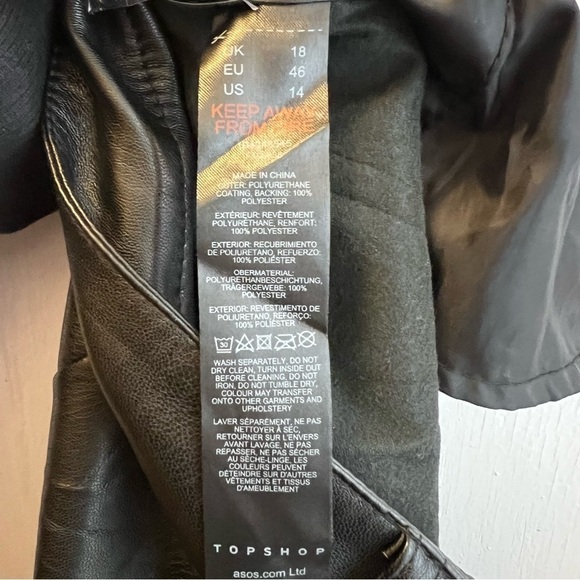 UK 18
EU 46
US 14
KEEP AWAY
FROM FIRE
MADE IN CHINA
OUTER: POLYURETHANE
COATING, BACKING: 100%
POLYESTER
EXTÉRIEUR: REVÊTEMENT
POLYURÉTHANE, RENFORT:
100% POLYESTER
EXTERIOR: RECUBRIMIENTO
DE POLIURETANO, REFUERZO:
100% POLIÉSTER
OBERMATERIAL:
POLYURETHANBESCHICHTUNG,
TRÄGERGEWEBE: 100%
POLYESTER
EXTERIOR: REVESTIMENTO DE
POLIURETANO, REFORÇO:
100% POLIÉSTER
30
WASH SEPARATELY, DO NOT
DRY CLEAN, TURN INSIDE OUT
BEFORE CLEANING, DO NOT
IRON, DO NOT TUMBLE DRY,
COLOUR MAY TRANSFER
ONTO OTHER GARMENTS AND
UPHOLSTERY
LAVER SÉPARÉMENT, NE PAS
NETTOYER À SEC,
RETOURNER SUR L'ENVERS
AVANT LAVAGE, NE PAS
REPASSER, NE PAS SÉCHER
AU SÈCHE-LINGE, LES
COULEURS PEUVENT
DÉTEINDRE SUR D'AUTRES
VÊTEMENTS ET TISSUS
D'AMEUBLEMENT
TOPSHOP
asos.com Ltd